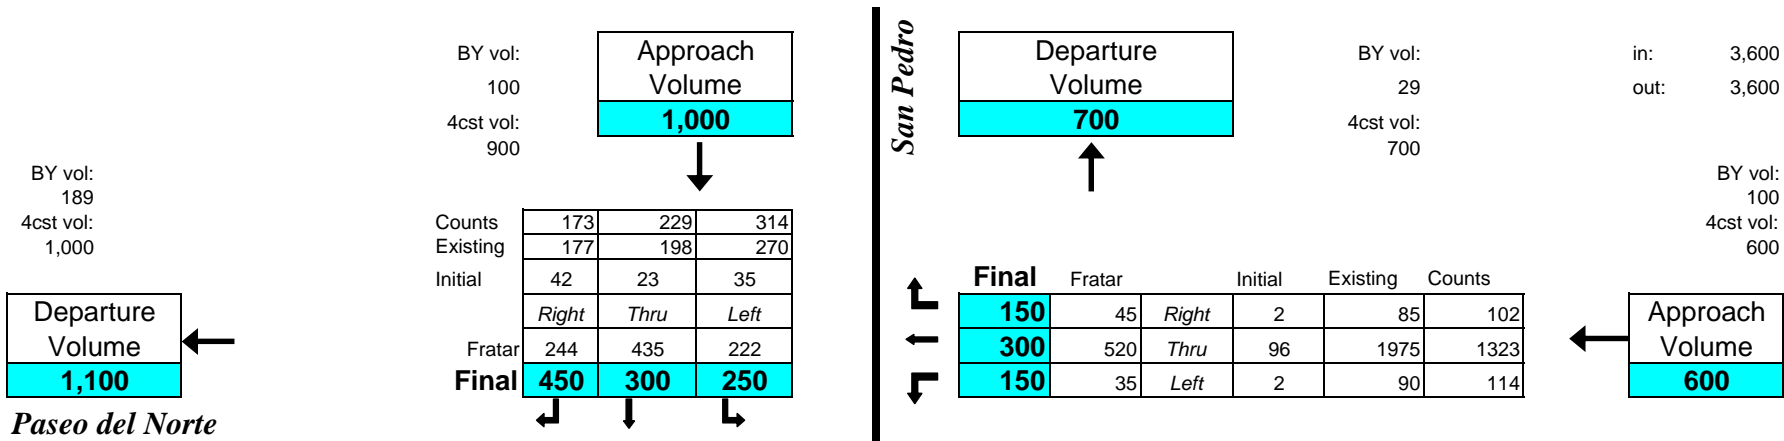 BY vol:
100
4cst vol:
900
Approach
Volume
1,000
San Pedro
Departure
Volume
700
BY vol:
29
4cst vol:
700
in: 3,600
out: 3,600
BY vol:
189
4cst vol:
1,000
BY vol:
100
4cst vol:
600
Counts 173 229 314
Existing 177 198 270
Initial 42 23 35
Right Thru Left
Fratar 244 435 222
Final 450 300 250
Final Fratar Initial Existing Counts
150 45 Right 2 85 102
300 520 Thru 96 1975 1323
150 35 Left 2 90 114
Departure
Volume
1,100
Approach
Volume
600
Paseo del Norte